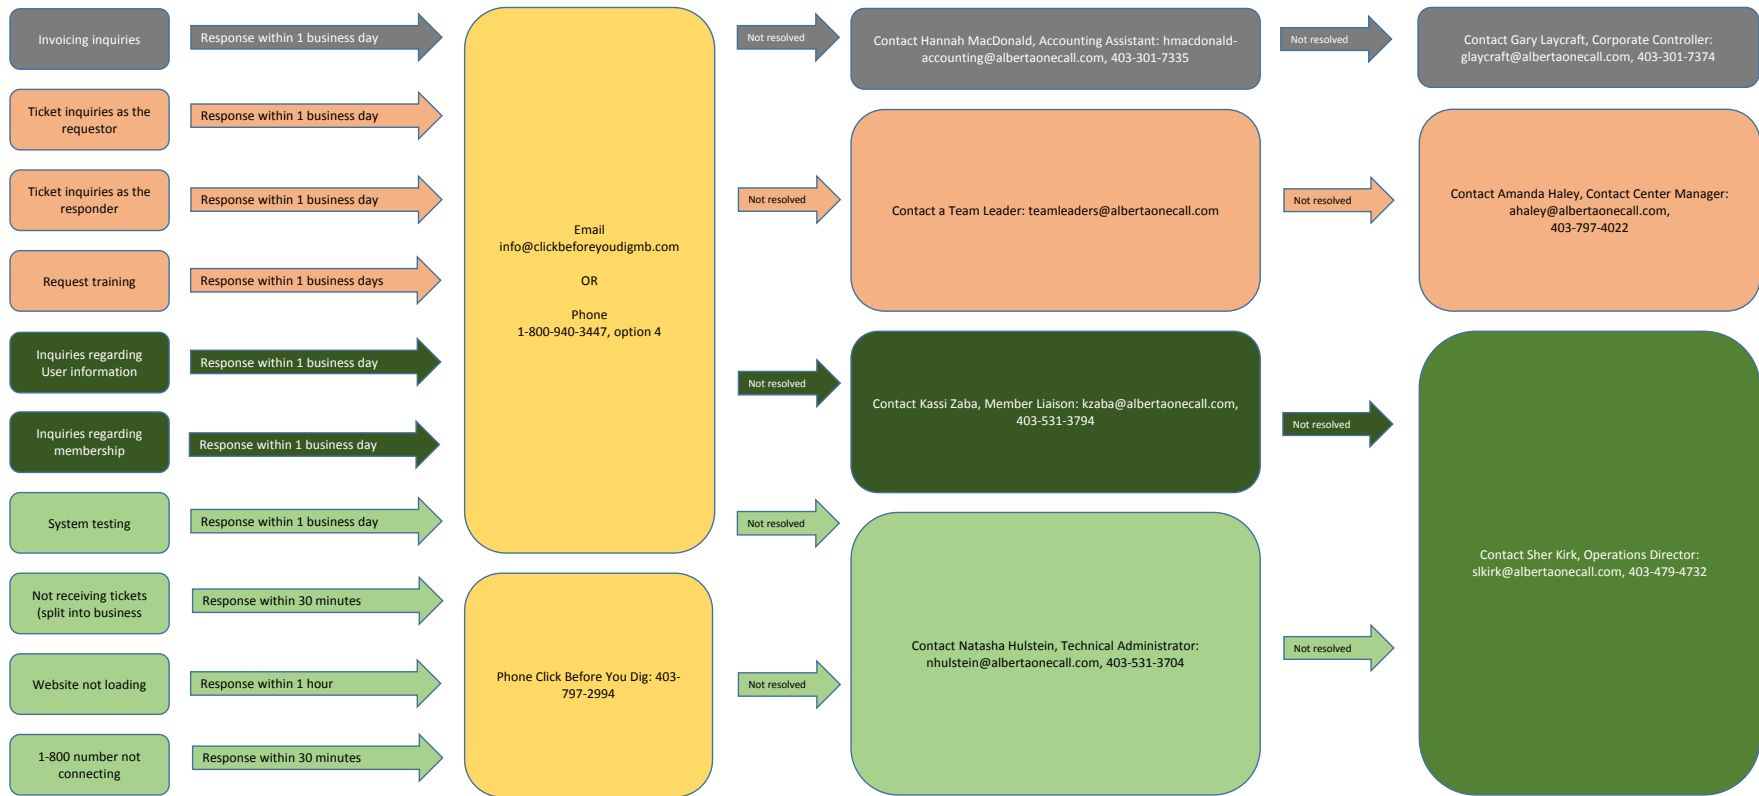 Invoicing inquiries
Response within 1 business day
Not resolved
Contact Hannah MacDonald, Accounting Assistant: hmacdonald-
accounting@albertaonecall.com, 403-301-7335
Not resolved
Contact Gary Laycraft, Corporate Controller:
glaycraft@albertaonecall.com, 403-301-7374
Ticket inquiries as the
requestor
Response within 1 business day
Ticket inquiries as the
responder
Response within 1 business day
Request training
Response within 1 business days
Email
info@clickbeforeyoudigmb.com
OR
Phone
1-800-940-3447, option 4
Not resolved
Contact a Team Leader: teamleaders@albertaonecall.com
Not resolved
Contact Amanda Haley, Contact Center Manager:
ahaley@albertaonecall.com,
403-797-4022
Inquiries regarding
User information
Response within 1 business day
Inquiries regarding
membership
Response within 1 business day
Not resolved
Contact Kassi Zaba, Member Liaison: kzaba@albertaonecall.com,
403-531-3794
Not resolved
System testing
Response within 1 business day
Not resolved
Not receiving tickets
(split into business
Response within 30 minutes
Website not loading
Response within 1 hour
1-800 number not
connecting
Response within 30 minutes
Phone Click Before You Dig: 403-
797-2994
Not resolved
Contact Natasha Hulstein, Technical Administrator:
nhulstein@albertaonecall.com, 403-531-3704
Not resolved
Contact Sher Kirk, Operations Director:
slkirk@albertaonecall.com, 403-479-4732